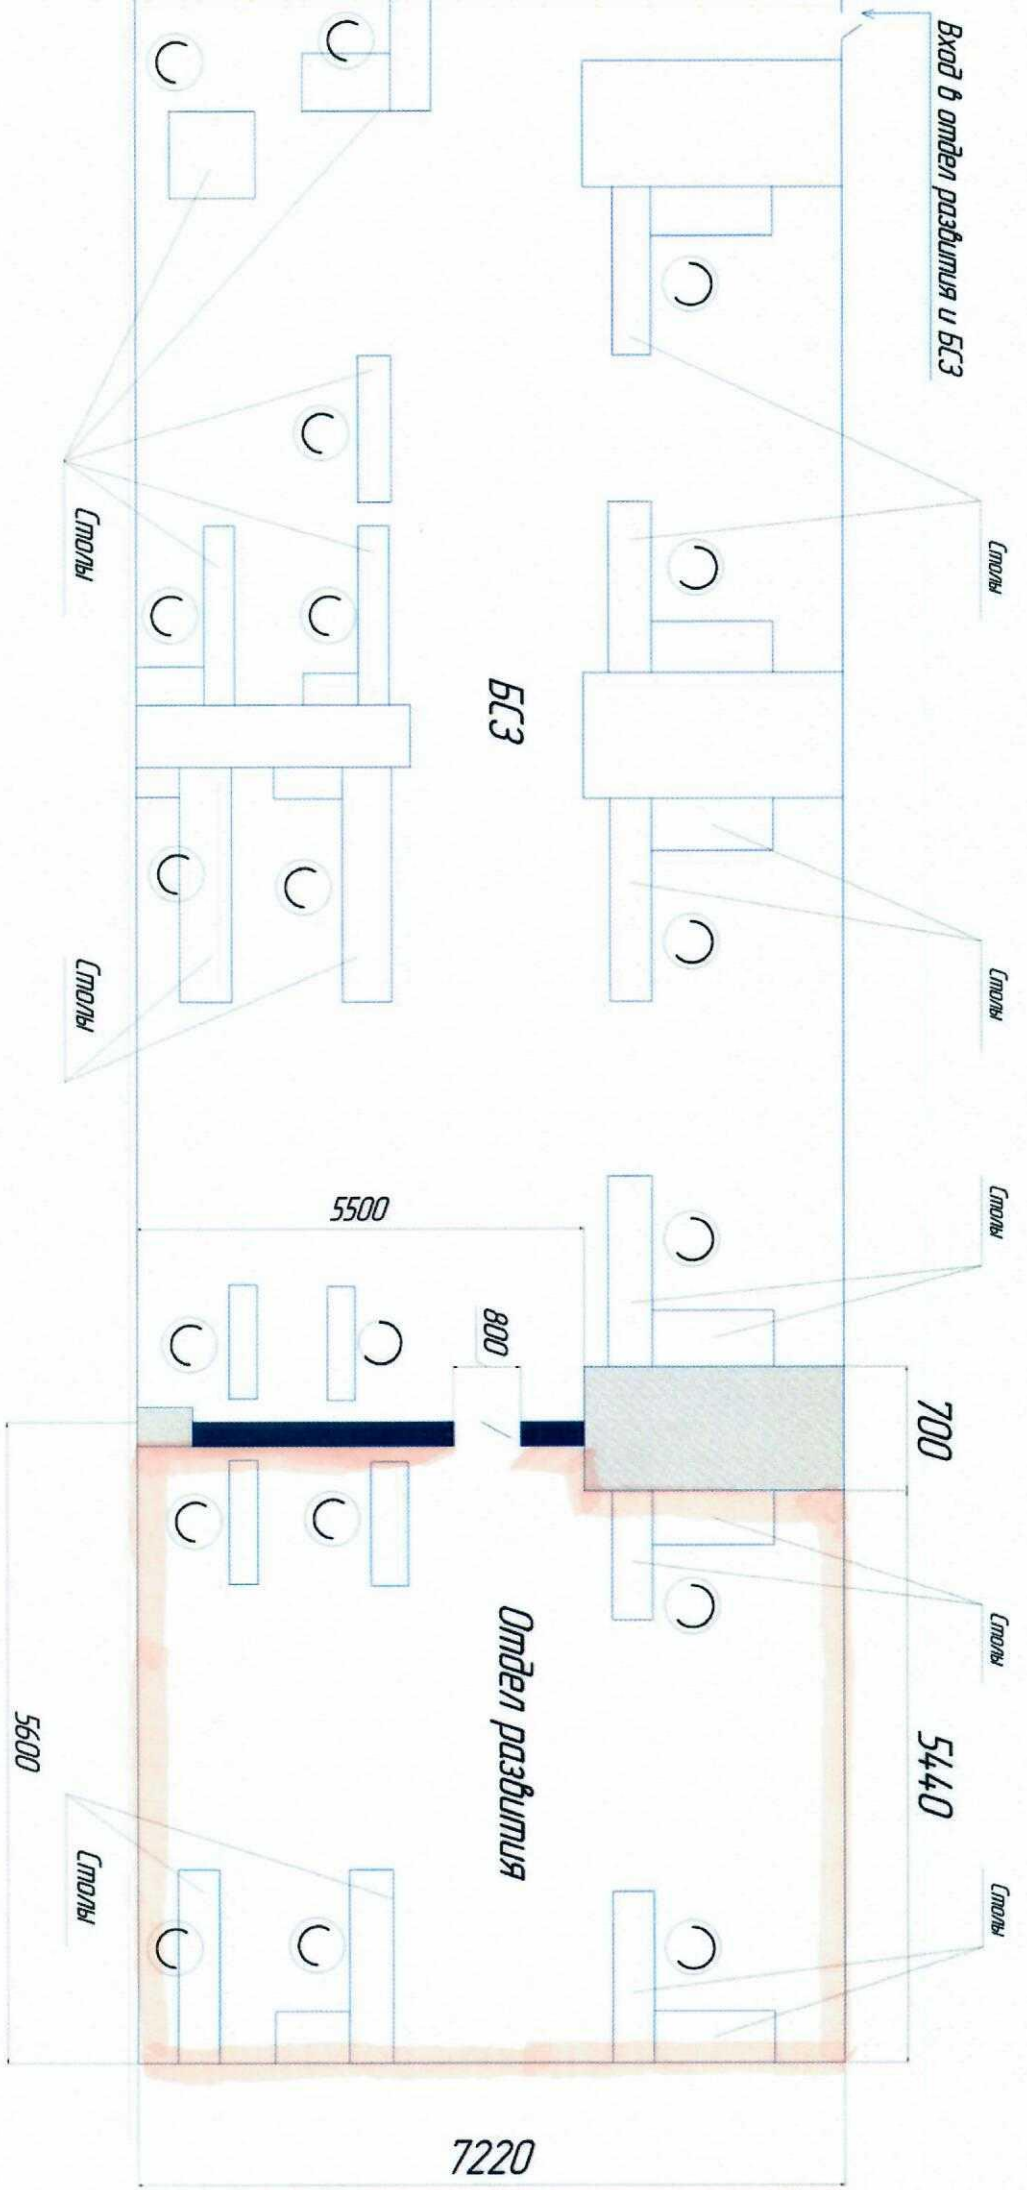 Вход в отдел развития и БСЗ
Столы
Столы
Столы
Столы
Столы
700
5440
БСЗ
800
Отдел развития
5500
7220
Столы
Столы
Столы
5600